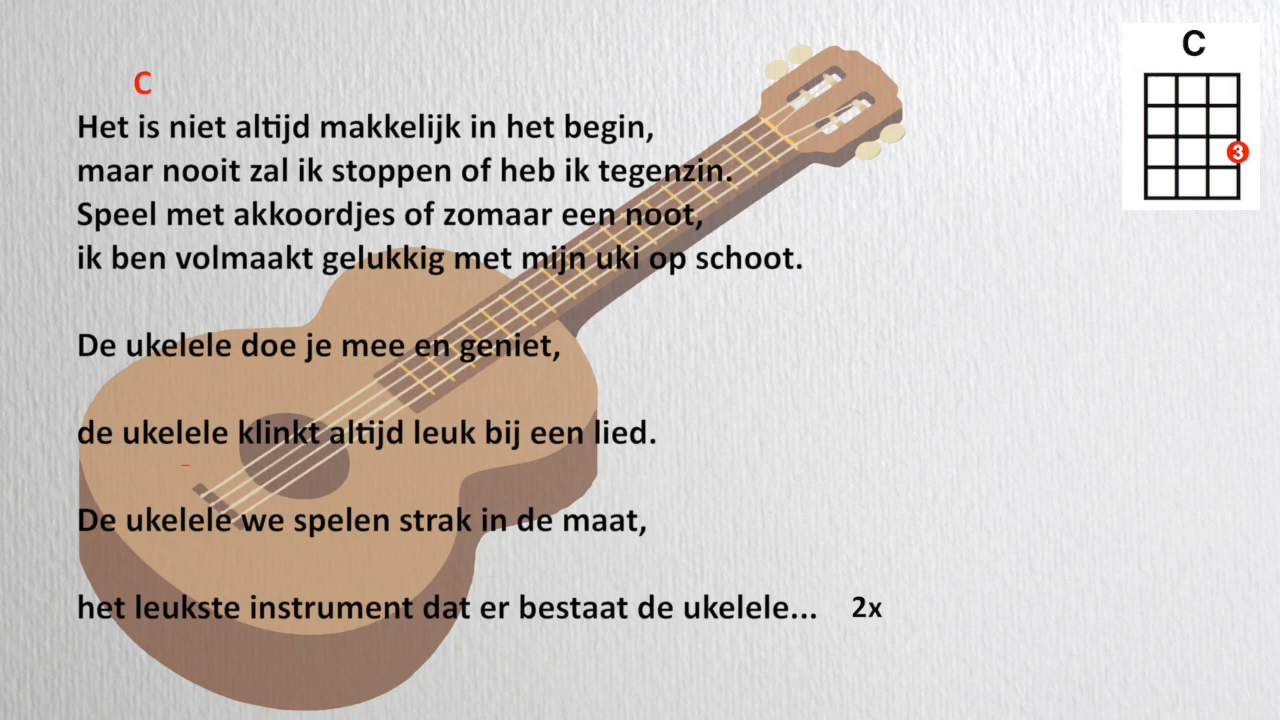 C
Het is niet altijd makkelijk in het begin,
maar nooit zal ik stoppen of heb ik tegenzin.
Speel met akkoordjes of zomaar een noot,
ik ben volmaakt gelukkig met mijn uki op schoot.
De ukelele doe je mee en geniet,
de ukelele klinkt altijd leuk bij een lied.
De ukelele we spelen strak in de maat,
het leukste instrument dat er bestaat de ukelele... 2x
C
3